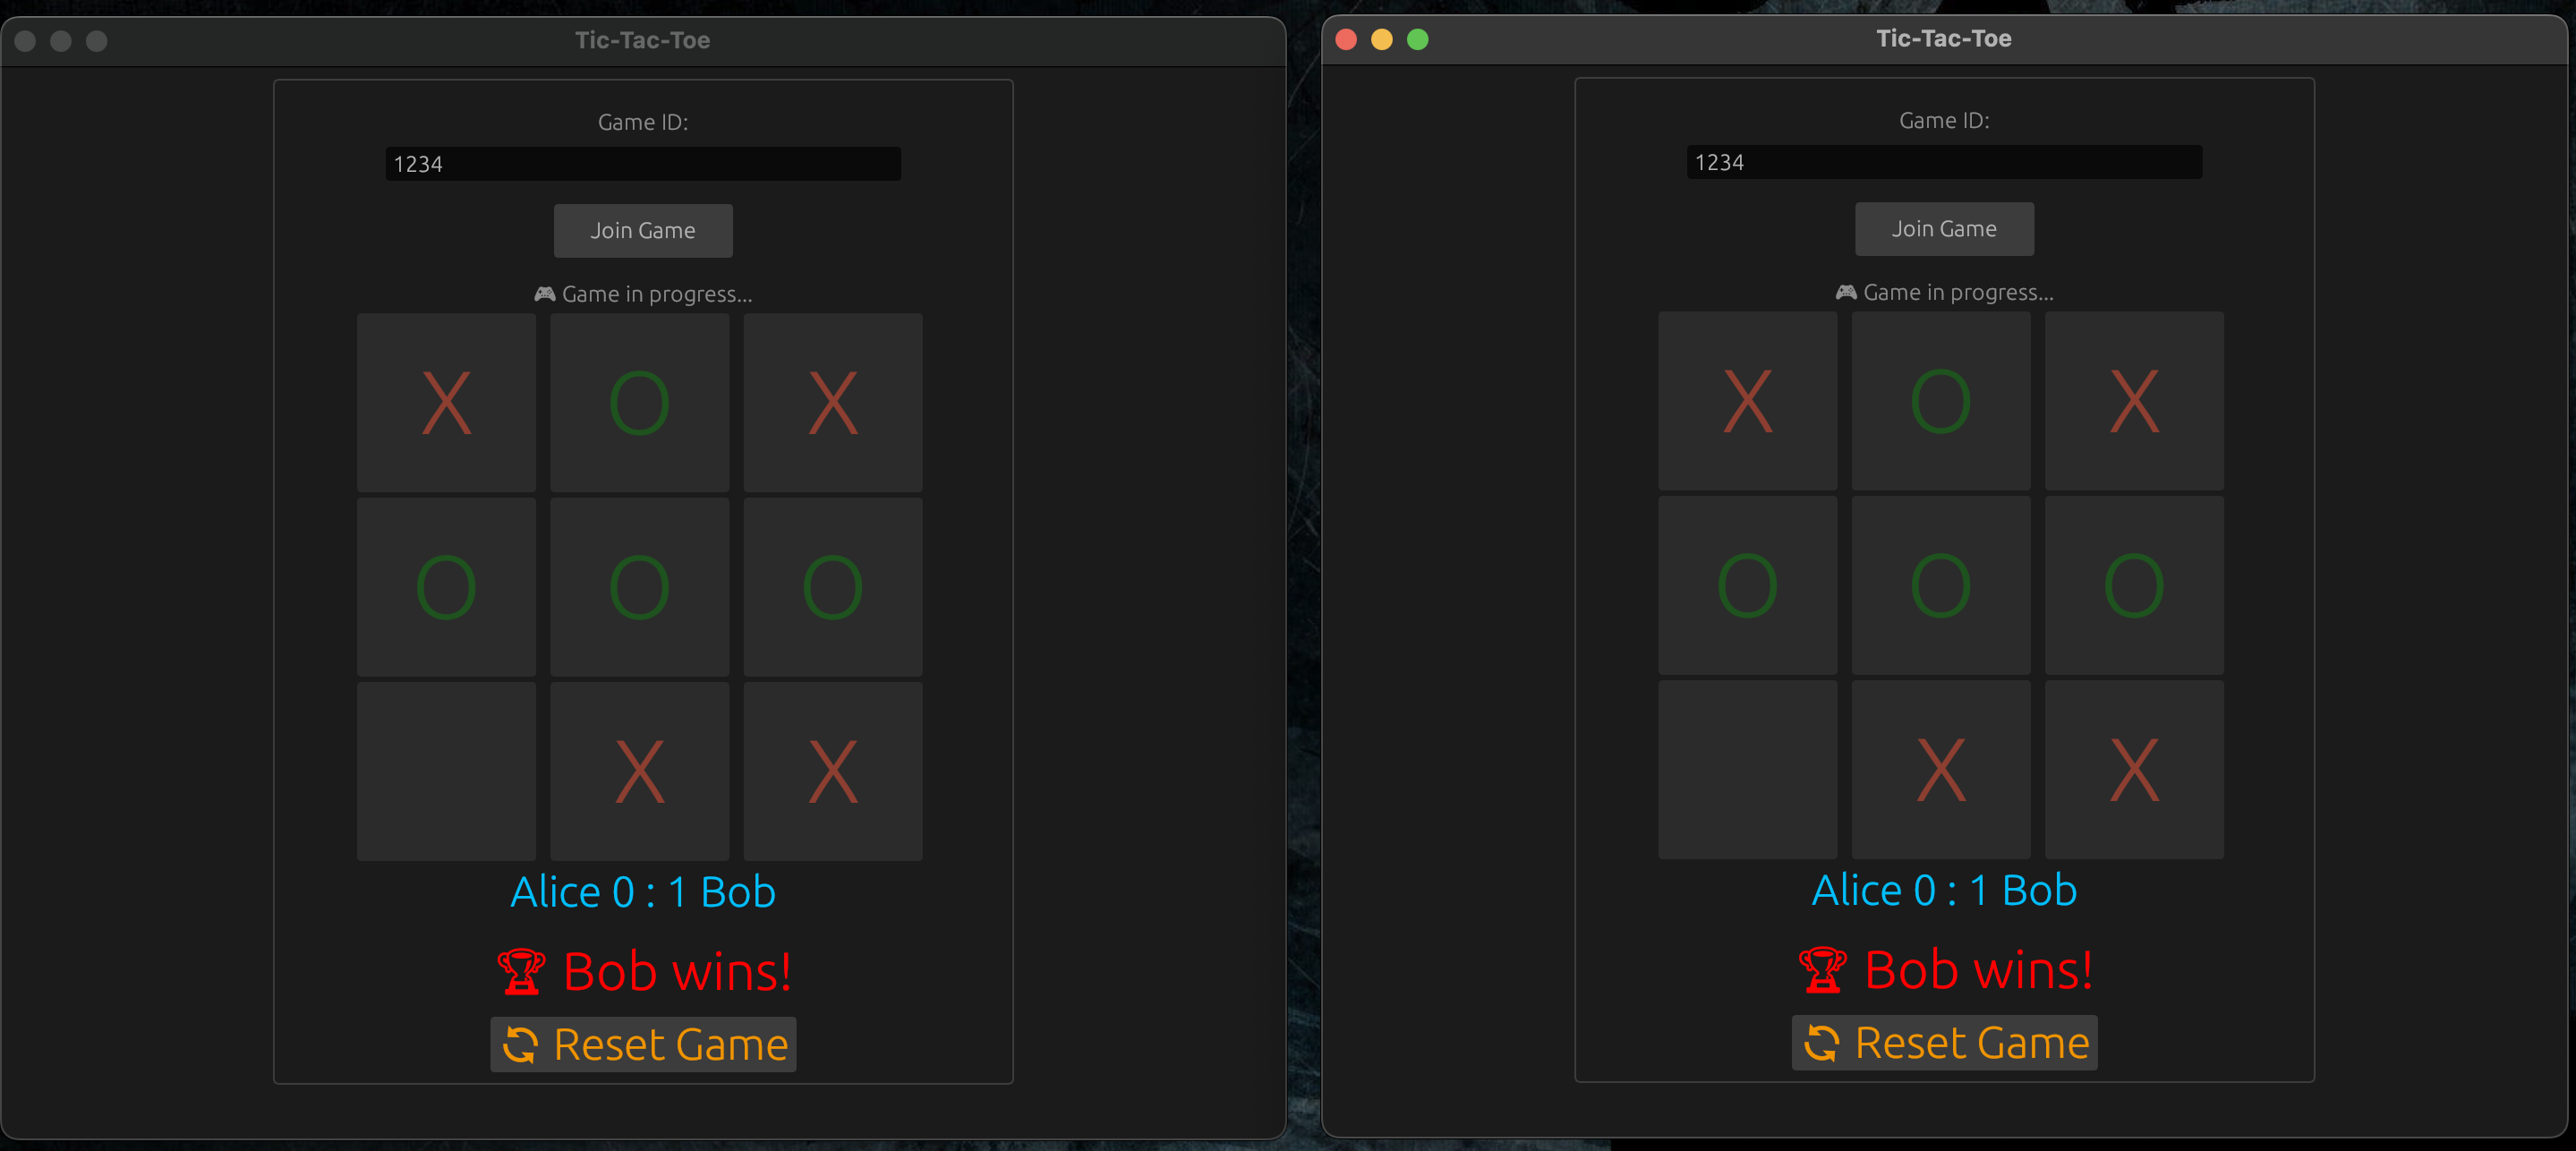 Tic-Tac-Toe
Game ID:
1234
Join Game
🎮 Game in progress...
X O X
O O O
X X
Alice 0 : 1 Bob
🏆 Bob wins!
🔄 Reset Game
Tic-Tac-Toe
Game ID:
1234
Join Game
🎮 Game in progress...
X O X
O O O
X X
Alice 0 : 1 Bob
🏆 Bob wins!
🔄 Reset Game